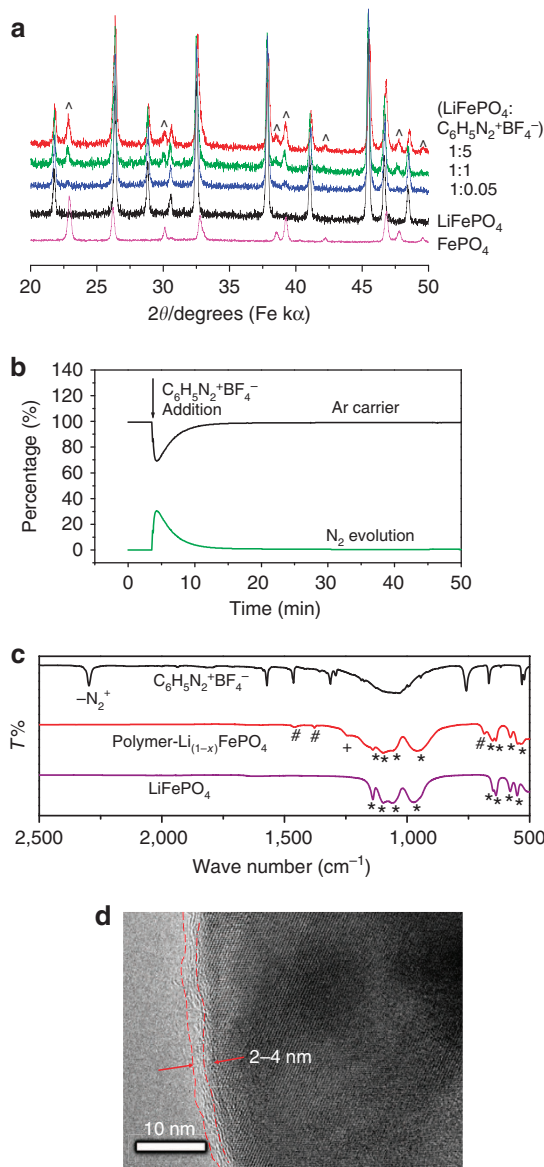 a
(LiFePO₄:
C₆H₅N₂⁺BF₄⁻)
1:5
1:1
1:0.05
LiFePO₄
FePO₄
^ ^ ^ ^ ^ ^ ^
20 25 30 35 40 45 50
2θ/degrees (Fe kα)
b
140
120
100
80
60
40
20
0
Percentage (%)
C₆H₅N₂⁺BF₄⁻
Addition
Ar carrier
N₂ evolution
0 10 20 30 40 50
Time (min)
c
T%
C₆H₅N₂⁺BF₄⁻
–N₂⁺
Polymer-Li₍₁₋ₓ₎FePO₄
# # + * * * * # * * * *
LiFePO₄
* * * * * * * *
2,500 2,000 1,500 1,000 500
Wave number (cm⁻¹)
d
2–4 nm
10 nm